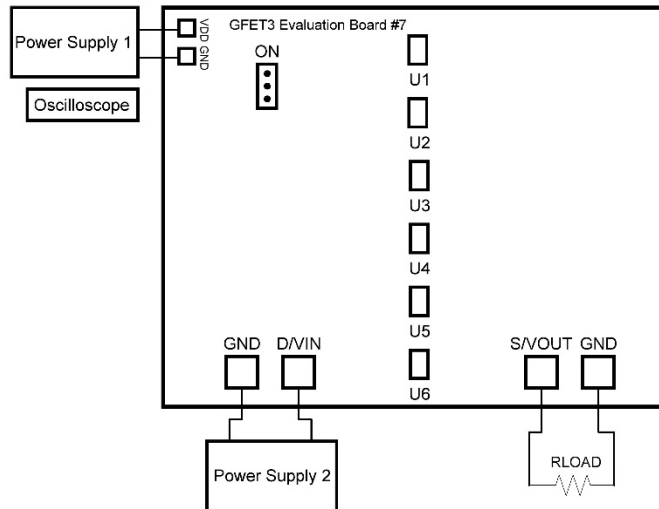 GFET3 Evaluation Board #7
Power Supply 1
VDD
GND
ON
Oscilloscope
U1
U2
U3
U4
U5
U6
GND D/VIN
S/VOUT GND
Power Supply 2
RLOAD